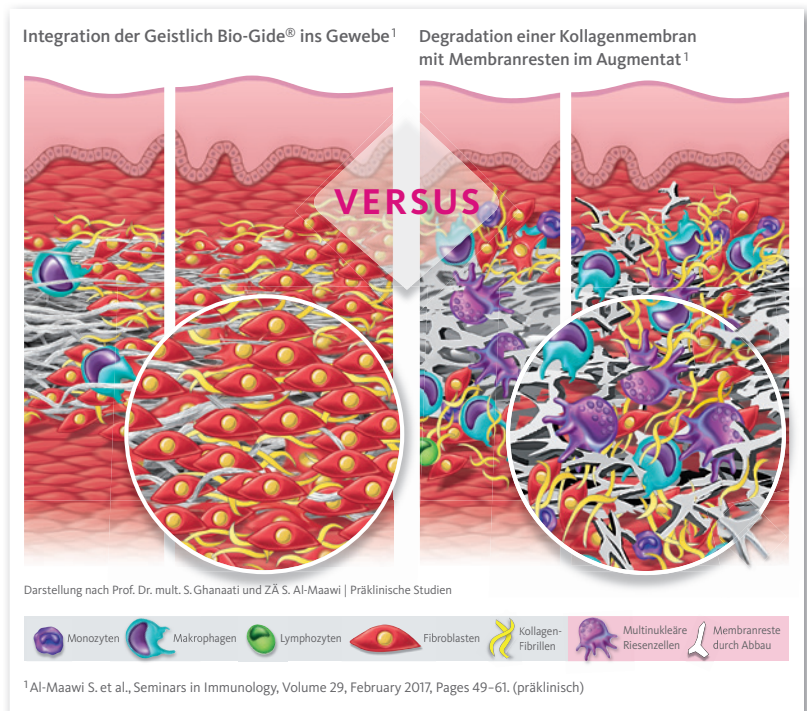 Integration der Geistlich Bio-Gide® ins Gewebe¹
Degradation einer Kollagenmembran
mit Membranresten im Augmentat¹
VERSUS
Darstellung nach Prof. Dr. mult. S. Ghanaati und ZÄ S. Al-Maawi | Präklinische Studien
Monozyten
Makrophagen
Lymphozyten
Fibroblasten
Kollagen-
Fibrillen
Multinukleäre
Riesenzellen
Membranreste
durch Abbau
¹ Al-Maawi S. et al., Seminars in Immunology, Volume 29, February 2017, Pages 49–61. (präklinisch)